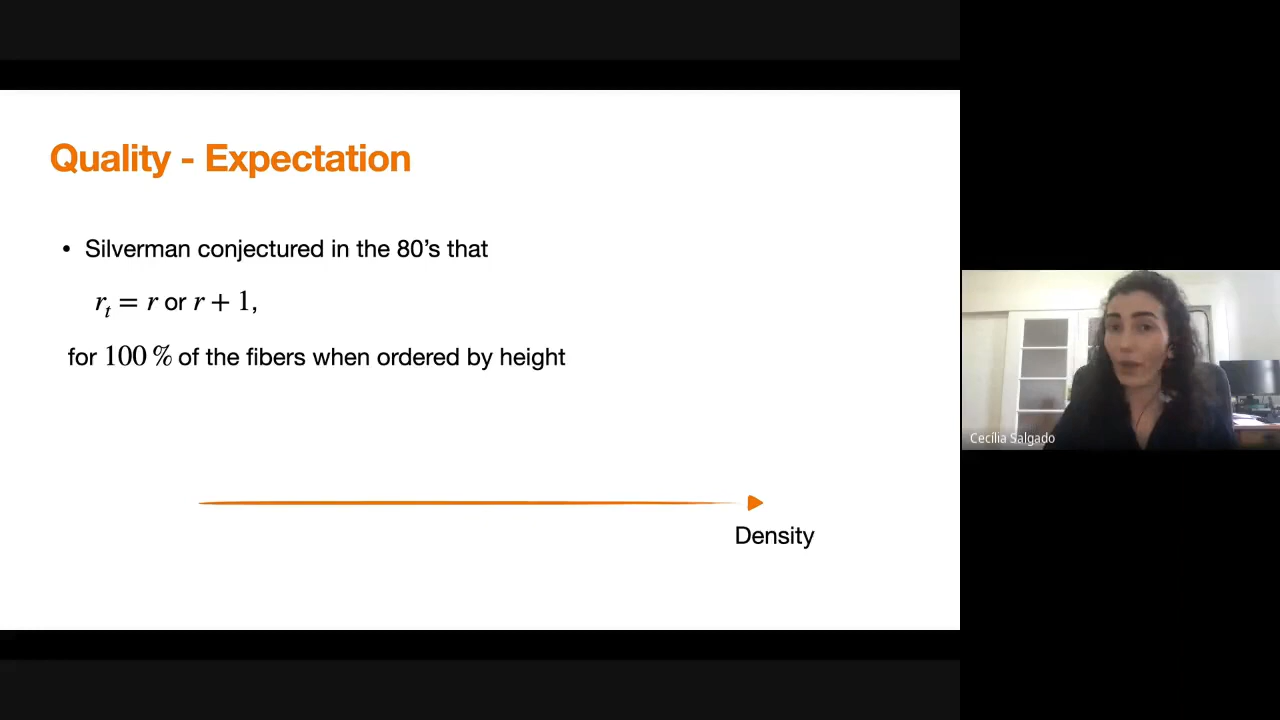 Quality - Expectation
• Silverman conjectured in the 80’s that
r_t = r or r + 1,
for 100 % of the fibers when ordered by height
Density
Cecília Salgado